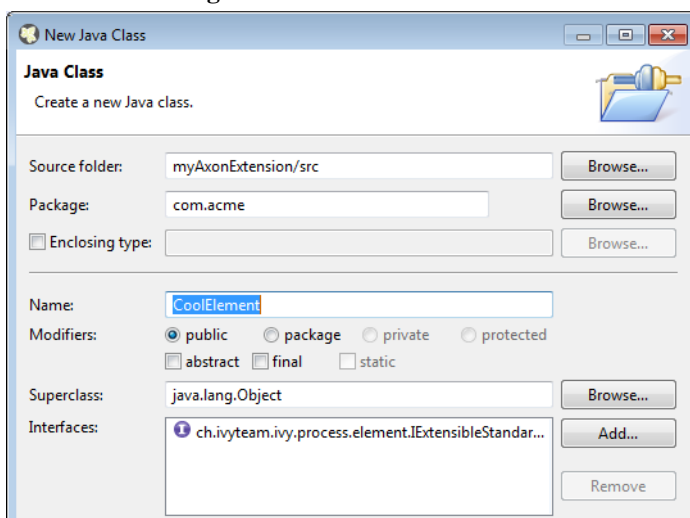 New Java Class
Java Class
Create a new Java class.
Source folder: myAxonExtension/src Browse...
Package: com.acme Browse...
Enclosing type: Browse...
Name: CoolElement
Modifiers: public package private protected
abstract final static
Superclass: java.lang.Object Browse...
Interfaces: ch.ivyteam.ivy.process.element.IExtensibleStandar... Add...
Remove